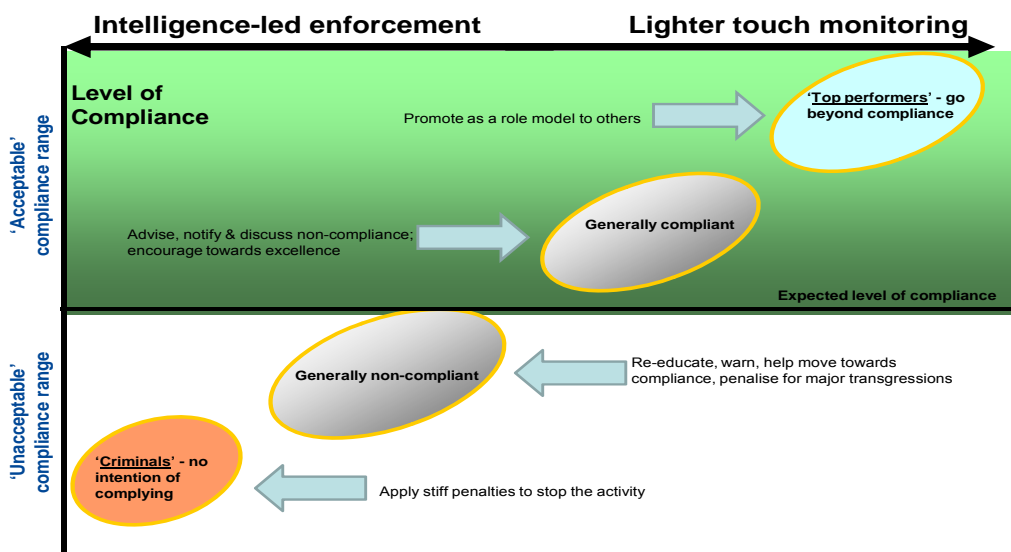 Intelligence-led enforcement
Lighter touch monitoring
Level of
Compliance
'Acceptable'
compliance range
Promote as a role model to others
'Top performers' - go
beyond compliance
Advise, notify & discuss non-compliance;
encourage towards excellence
Generally compliant
Expected level of compliance
'Unacceptable'
compliance range
Generally non-compliant
Re-educate, warn, help move towards
compliance, penalise for major transgressions
'Criminals' - no
intention of
complying
Apply stiff penalties to stop the activity